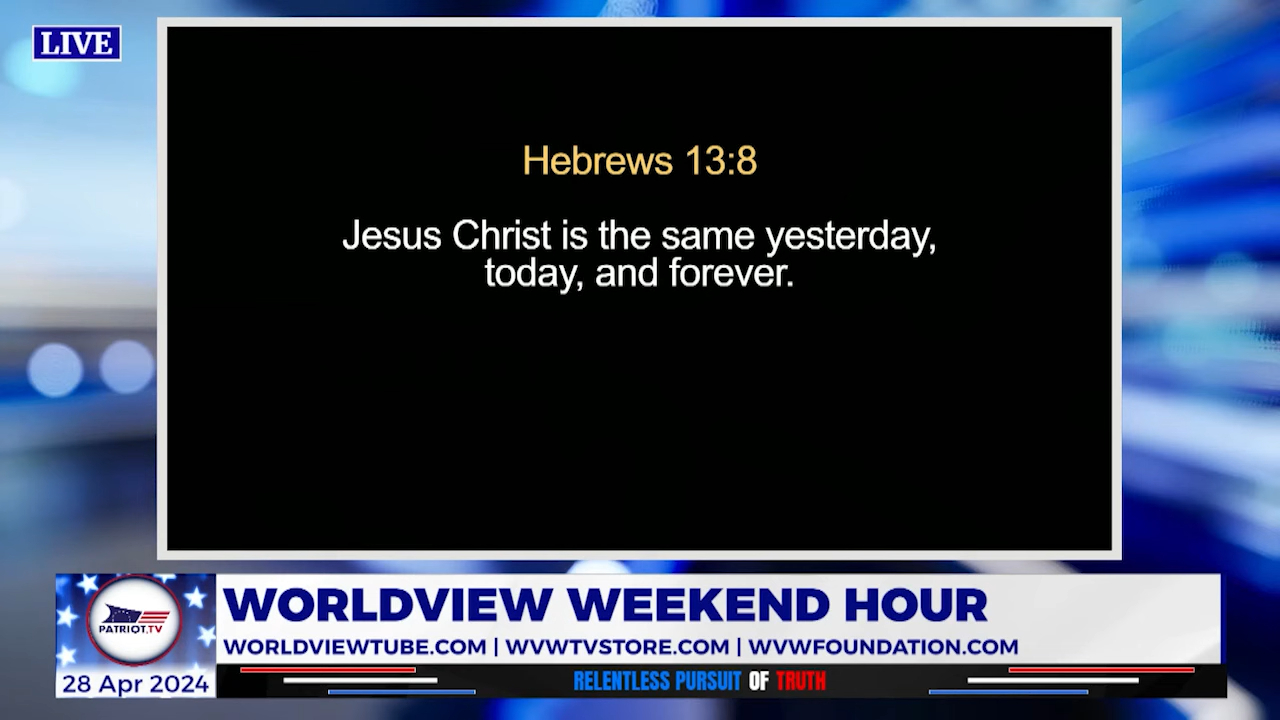 LIVE
Hebrews 13:8
Jesus Christ is the same yesterday,
today, and forever.
PATRIOT.TV
28 Apr 2024
WORLDVIEW WEEKEND HOUR
WORLDVIEWTUBE.COM | WVWTVSTORE.COM | WVWFOUNDATION.COM
RELENTLESS PURSUIT OF TRUTH